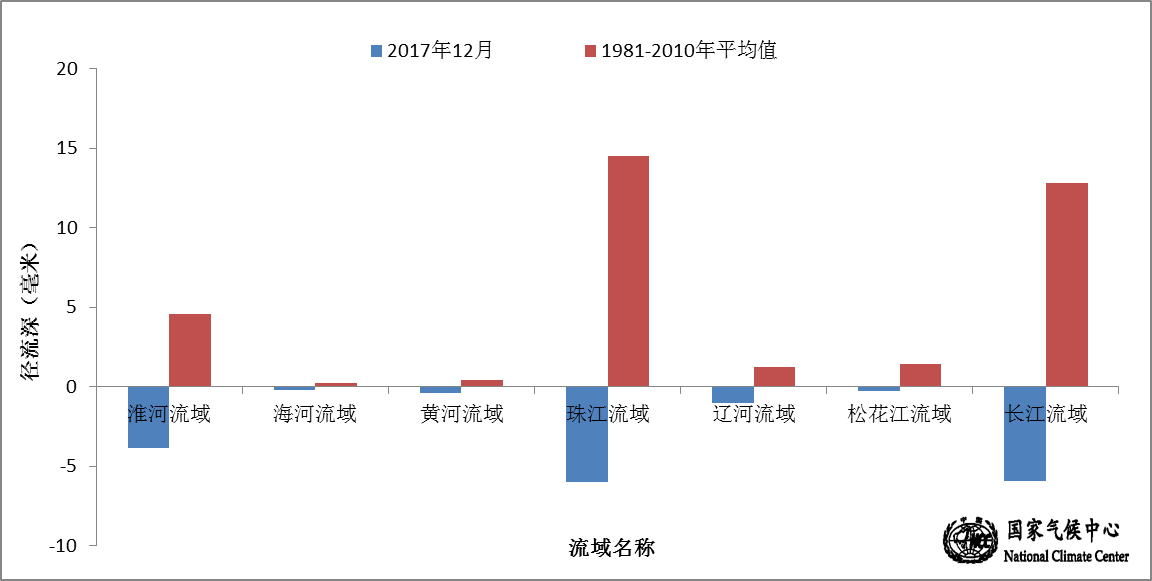 2017年12月 1981-2010年平均值
20
15
10
5
0
-5
-10
径流深（毫米）
淮河流域 海河流域 黄河流域 珠江流域 辽河流域 松花江流域 长江流域
流域名称
国家气候中心
National Climate Center